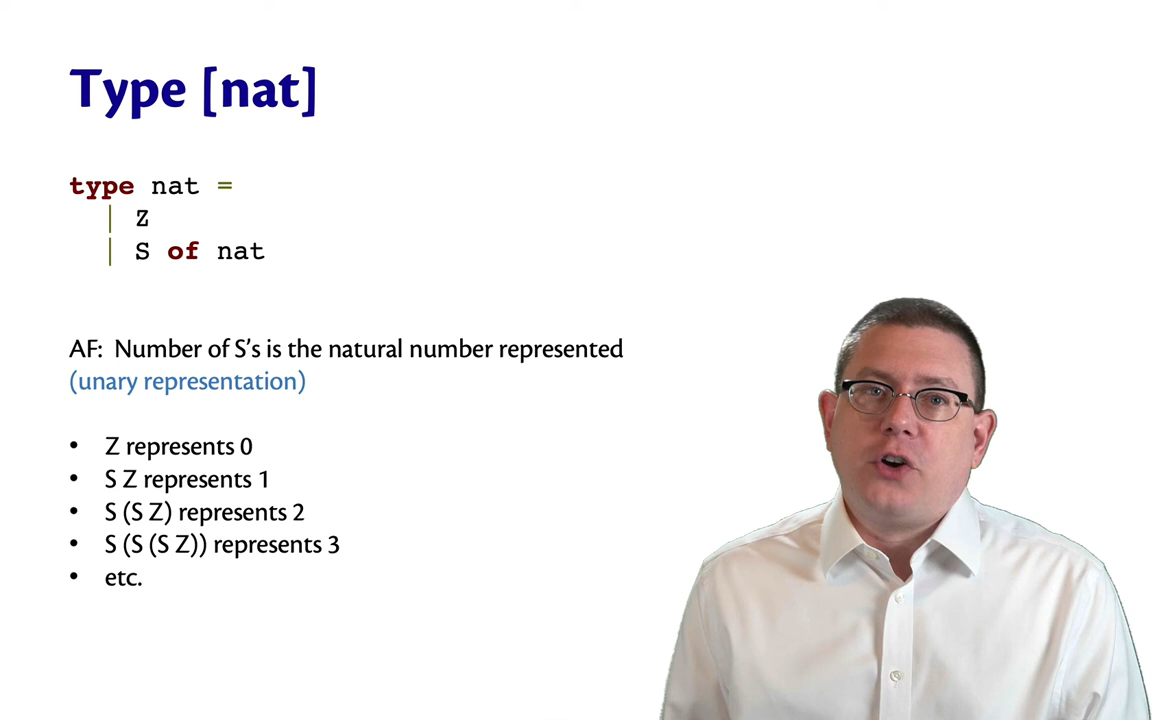 Type [nat]
type nat =
| Z
| S of nat
AF: Number of S’s is the natural number represented
(unary representation)
• Z represents 0
• S Z represents 1
• S (S Z) represents 2
• S (S (S Z)) represents 3
• etc.